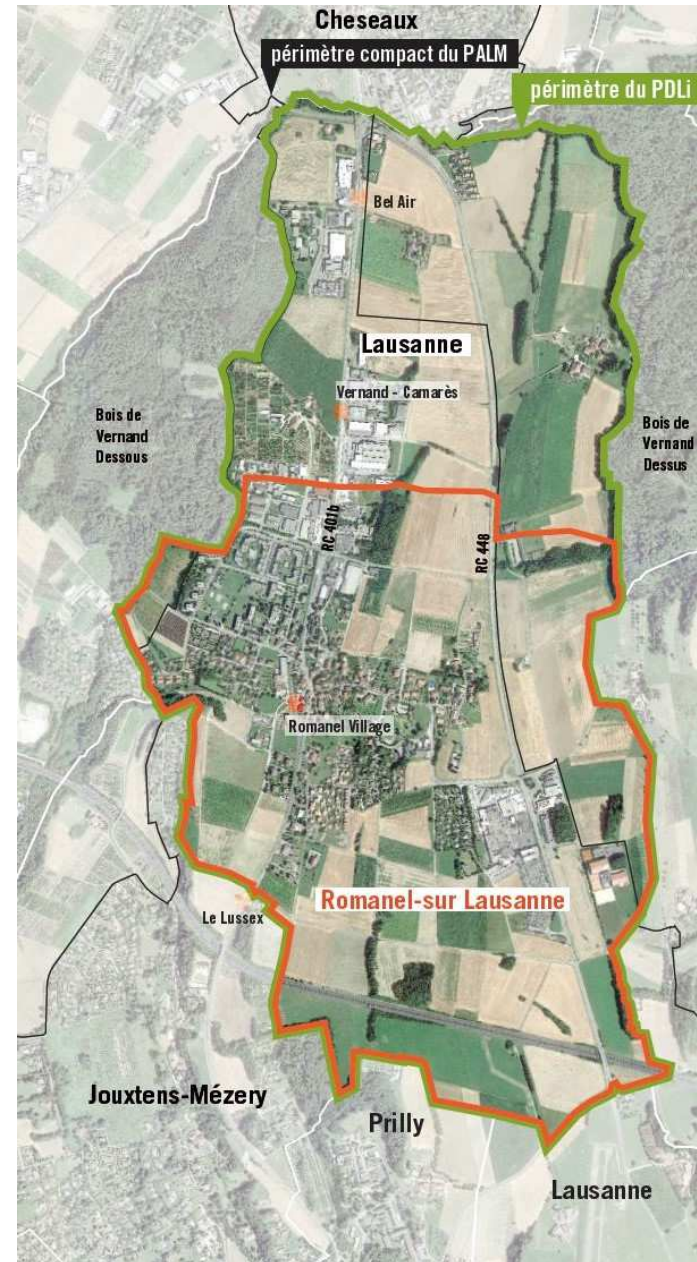 Cheseaux
périmètre compact du PALM
périmètre du PDLi
Bel Air
Lausanne
Vernand - Camarès
Bois de
Vernand
Dessous
Bois de
Vernand
Dessus
RC 401b
RC 448
Romanel Village
Romanel-sur Lausanne
Le Lussex
Jouxtens-Mézery
Prilly
Lausanne